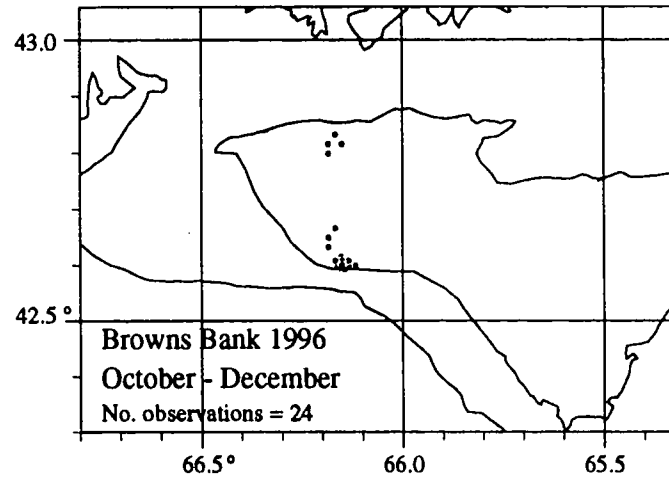 43.0
42.5°
Browns Bank 1996
October - December
No. observations = 24
66.5° 66.0 65.5